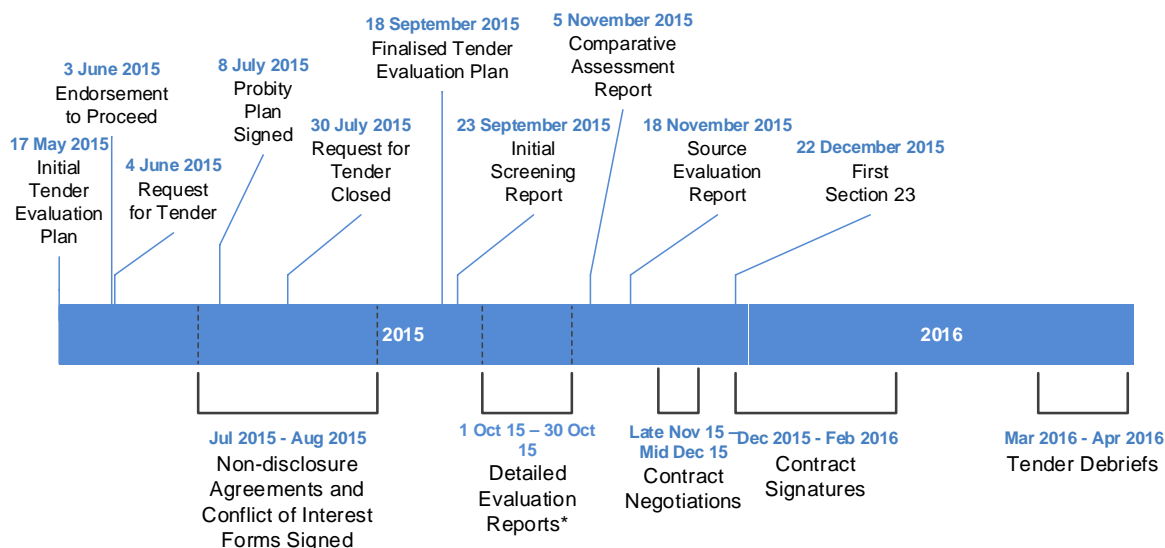 17 May 2015
Initial
Tender
Evaluation
Plan
3 June 2015
Endorsement
to Proceed
4 June 2015
Request
for Tender
8 July 2015
Probity
Plan
Signed
30 July 2015
Request for
Tender
Closed
18 September 2015
Finalised Tender
Evaluation Plan
23 September 2015
Initial
Screening
Report
5 November 2015
Comparative
Assessment
Report
18 November 2015
Source
Evaluation
Report
22 December 2015
First
Section 23
2015
2016
Jul 2015 - Aug 2015
Non-disclosure
Agreements and
Conflict of Interest
Forms Signed
1 Oct 15 – 30 Oct
15
Detailed
Evaluation
Reports*
Late Nov 15 –
Mid Dec 15
Contract
Negotiations
Dec 2015 - Feb 2016
Contract
Signatures
Mar 2016 - Apr 2016
Tender Debriefs